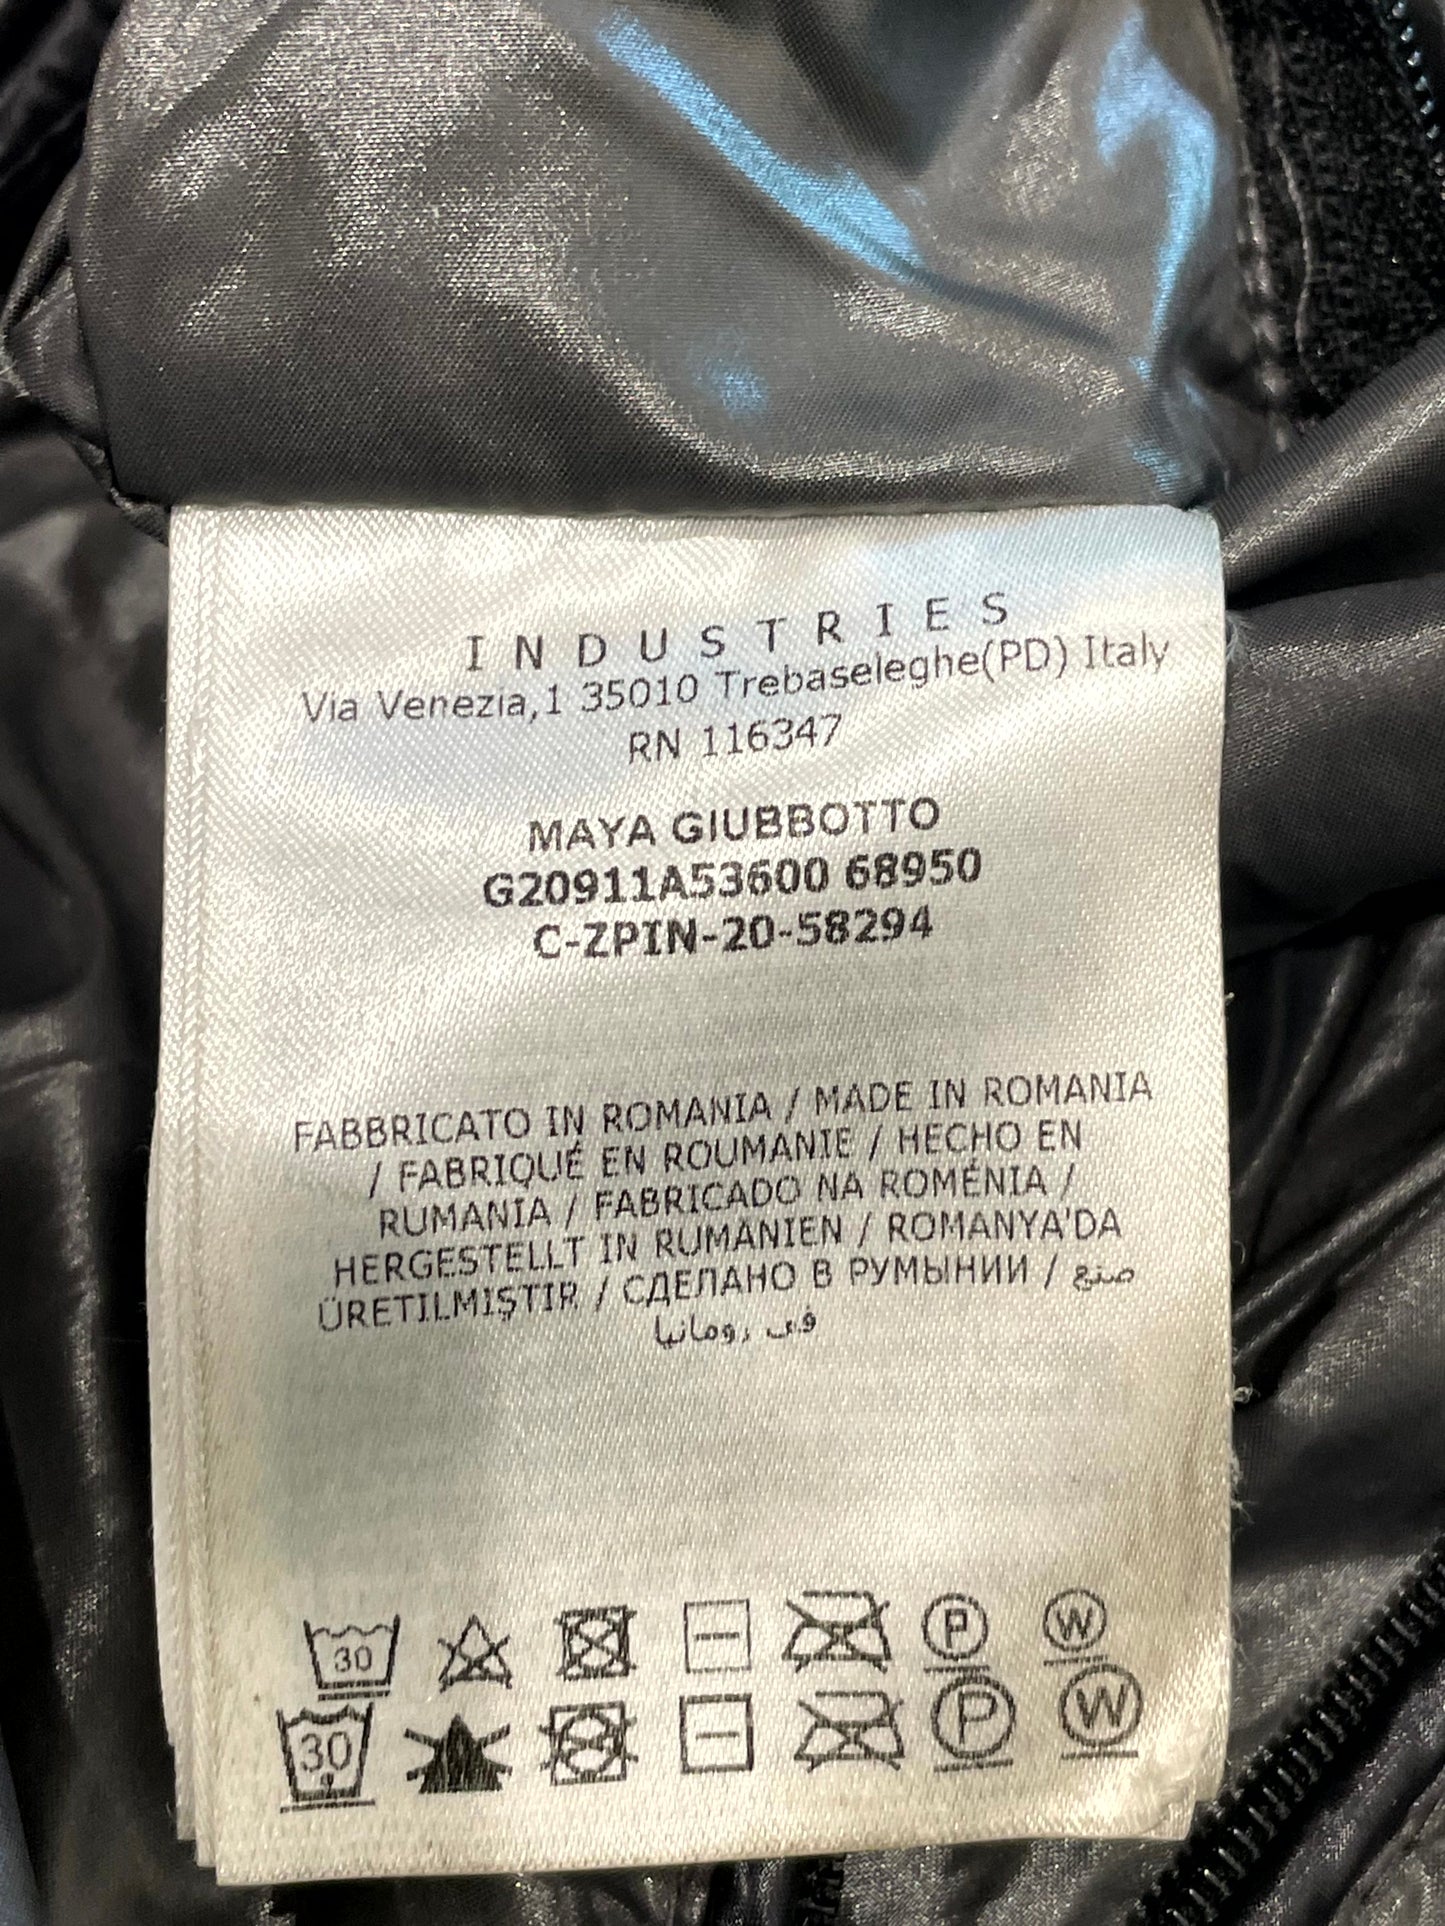 INDUSTRIES
Via Venezia,1 35010 Trebaseleghe(PD) Italy
RN 116347
MAYA GIUBBOTTO
G20911A53600 68950
C-ZPIN-20-58294
FABBRICATO IN ROMANIA / MADE IN ROMANIA
/ FABRIQUÉ EN ROUMANIE / HECHO EN
RUMANIA / FABRICADO NA ROMÉNIA /
HERGESTELLT IN RUMANIEN / ROMANYA'DA
ÜRETILMIŞTIR / СДЕЛАНО В РУМЫНИИ / صنع
في رومانيا
30 P W
30 P W